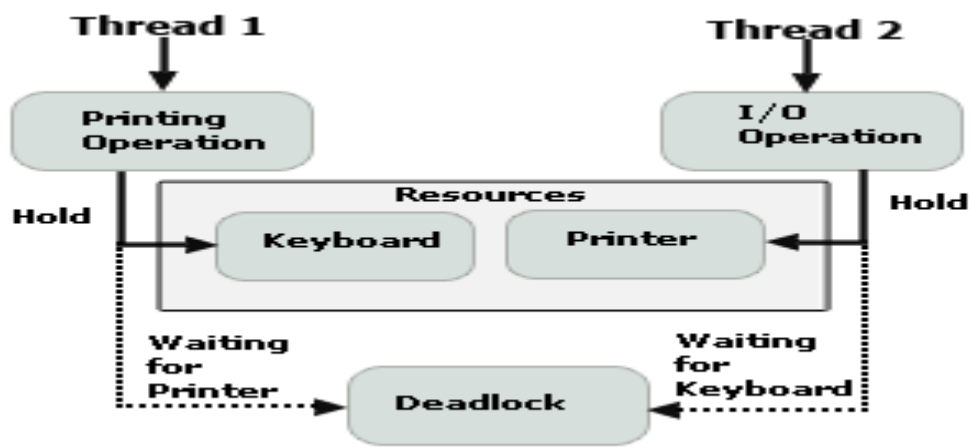 Thread 1
Thread 2
Printing
Operation
I/O
Operation
Hold
Resources
Hold
Keyboard
Printer
Waiting
for
Printer
Waiting
for
Keyboard
Deadlock